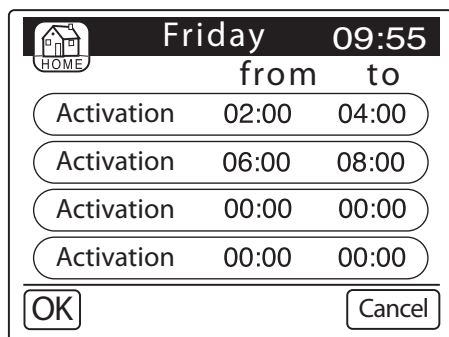 Friday 09:55
HOME
from to
Activation 02:00 04:00
Activation 06:00 08:00
Activation 00:00 00:00
Activation 00:00 00:00
OK Cancel